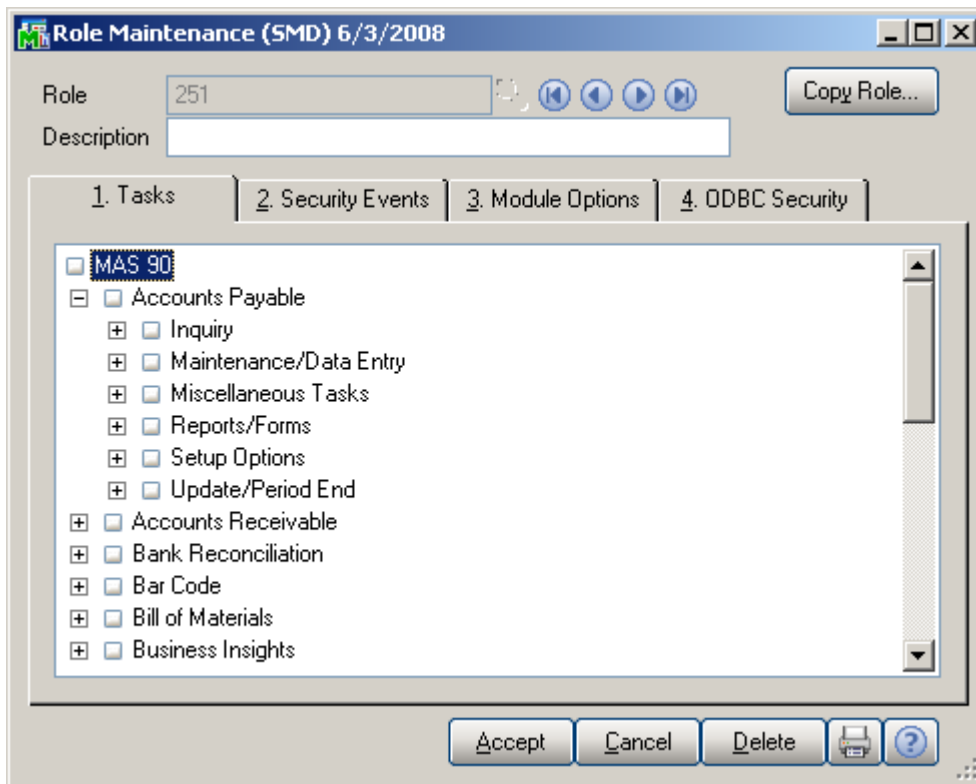 Role Maintenance (SMD) 6/3/2008
Role 251 Copy Role...
Description
1. Tasks 2. Security Events 3. Module Options 4. ODBC Security
MAS 90
Accounts Payable
Inquiry
Maintenance/Data Entry
Miscellaneous Tasks
Reports/Forms
Setup Options
Update/Period End
Accounts Receivable
Bank Reconciliation
Bar Code
Bill of Materials
Business Insights
Accept Cancel Delete ?